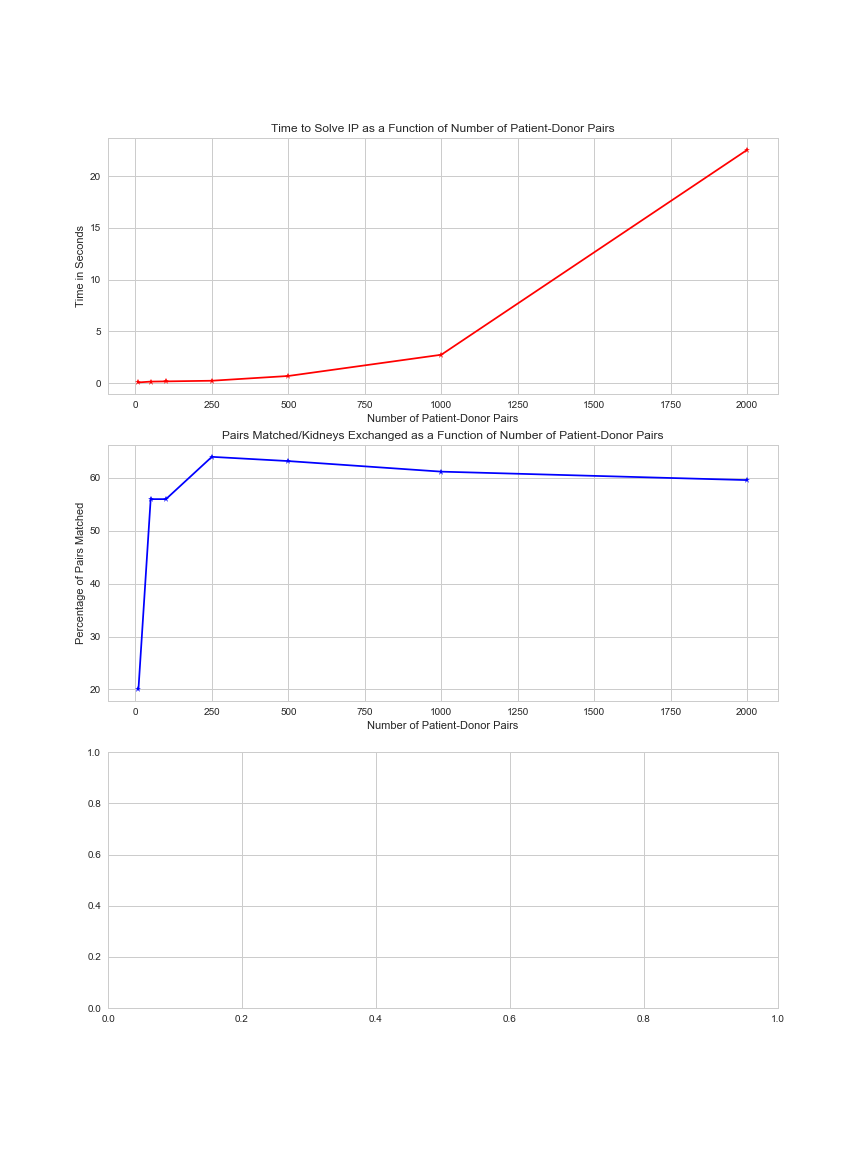 Time to Solve IP as a Function of Number of Patient-Donor Pairs
Time in Seconds
20
15
10
5
0
0 250 500 750 1000 1250 1500 1750 2000
Number of Patient-Donor Pairs
Pairs Matched/Kidneys Exchanged as a Function of Number of Patient-Donor Pairs
Percentage of Pairs Matched
60
50
40
30
20
0 250 500 750 1000 1250 1500 1750 2000
Number of Patient-Donor Pairs
1.0
0.8
0.6
0.4
0.2
0.0
0.0 0.2 0.4 0.6 0.8 1.0